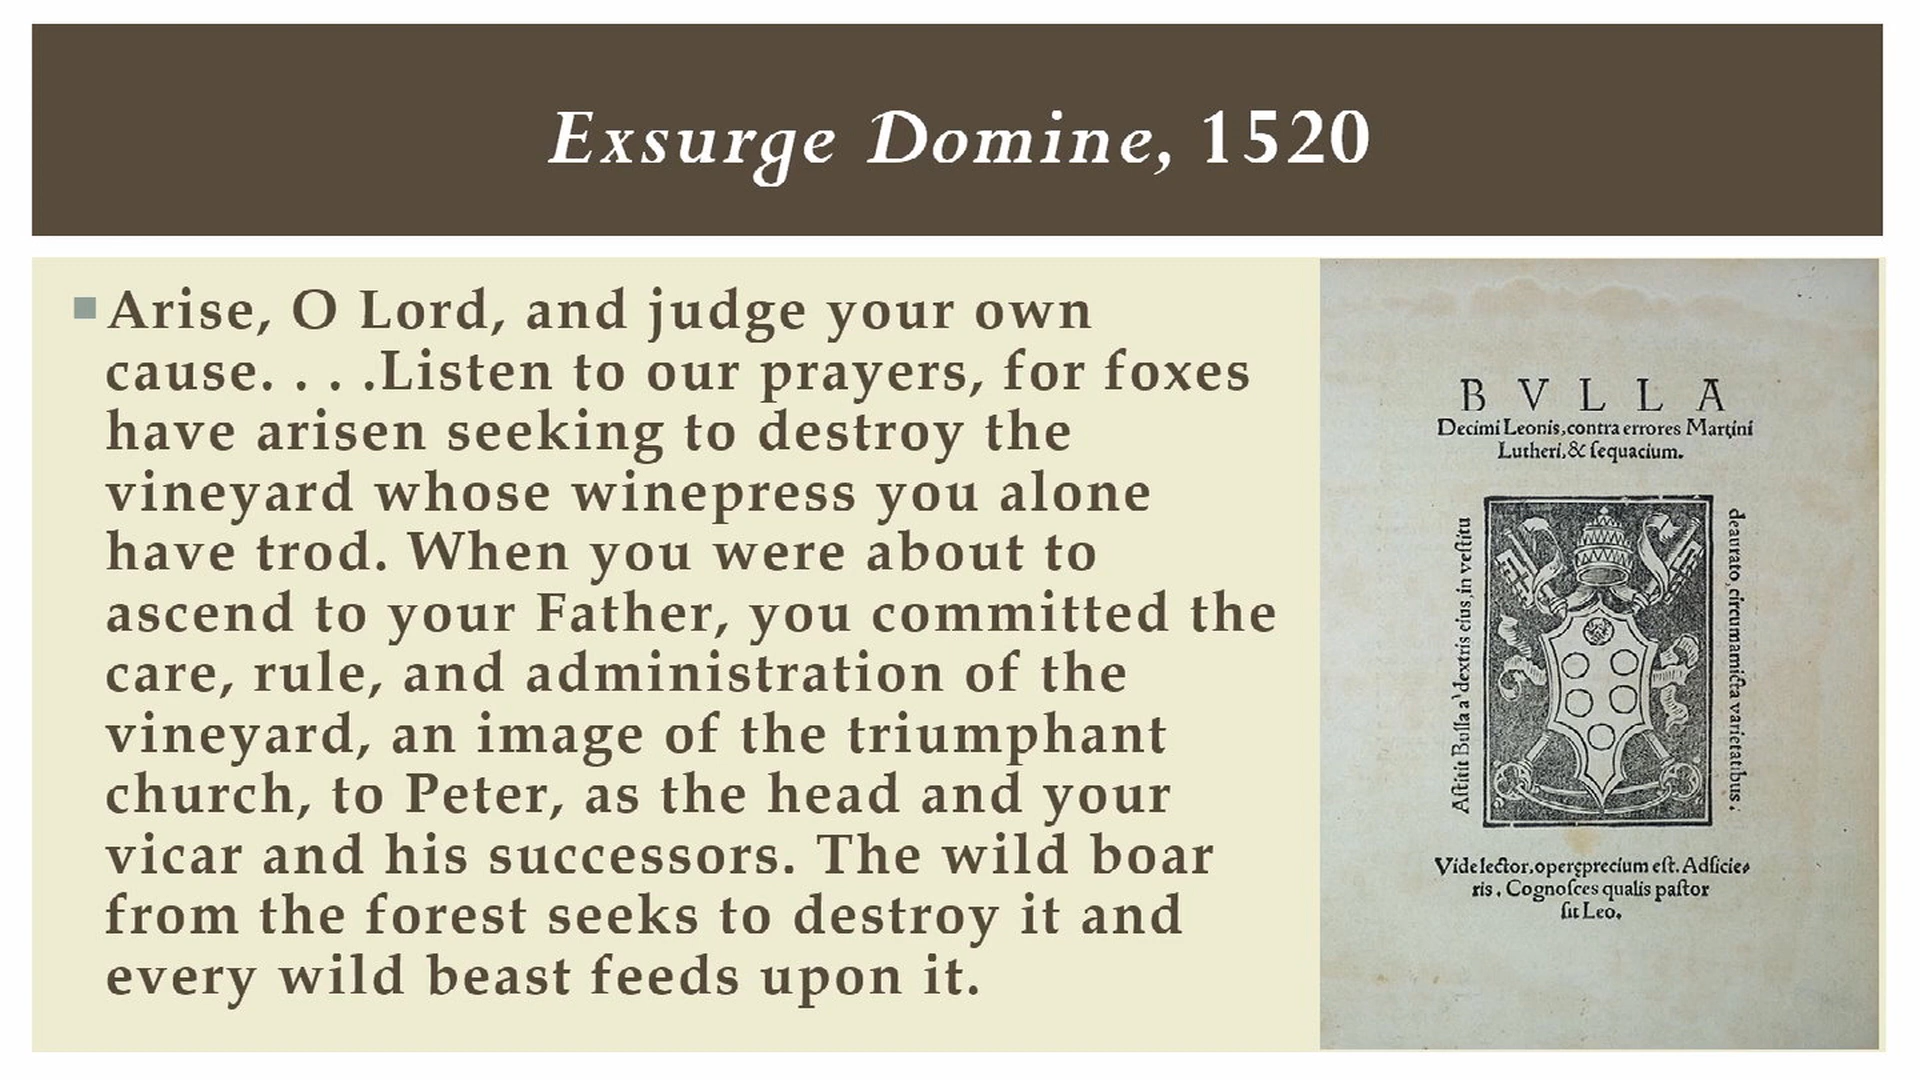 Exsurge Domine, 1520
Arise, O Lord, and judge your own
cause. . . .Listen to our prayers, for foxes
have arisen seeking to destroy the
vineyard whose winepress you alone
have trod. When you were about to
ascend to your Father, you committed the
care, rule, and administration of the
vineyard, an image of the triumphant
church, to Peter, as the head and your
vicar and his successors. The wild boar
from the forest seeks to destroy it and
every wild beast feeds upon it.
BVLLA
Decimi Leonis,contra errores Martini
Lutheri,& ſequacium.
Aſtitit Bulla a' dextris eius,in veſtitu
deaurato, circumamicta varietatibus.
Vide lector,operęprecium eſt. Adficie-
ris. Cognoſces qualis paſtor
ſit Leo.